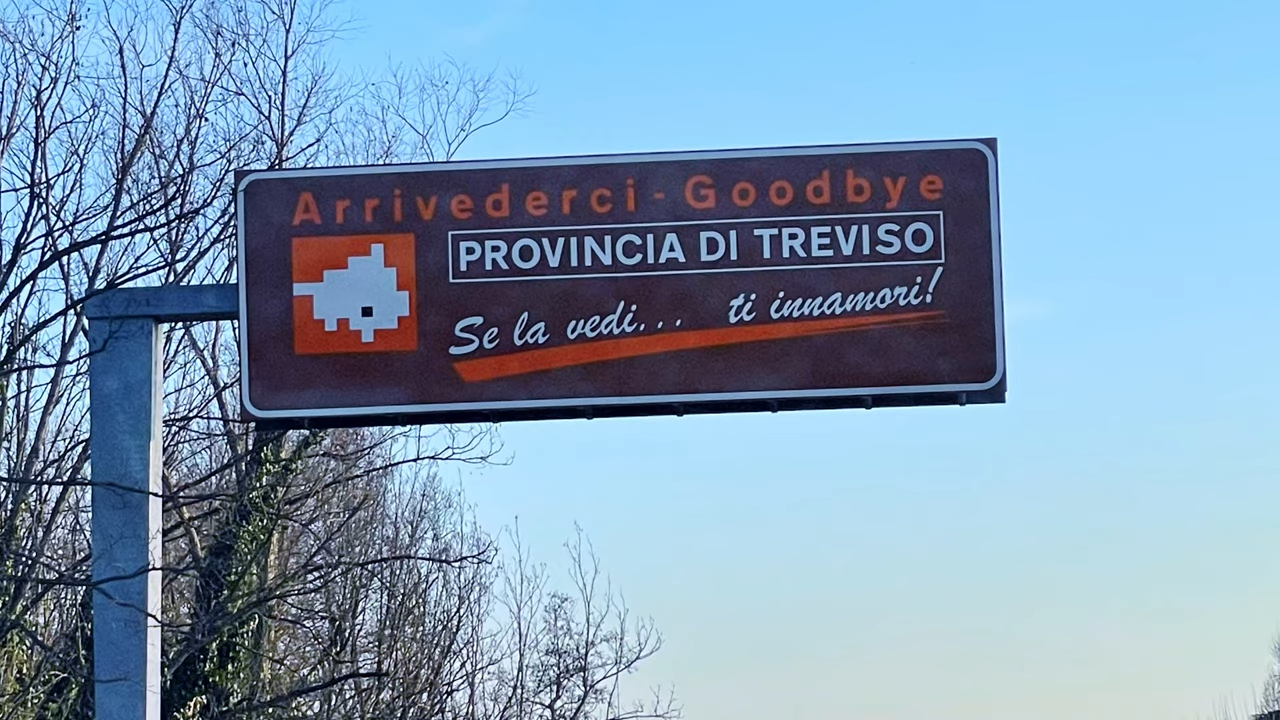 Arrivederci - Goodbye
PROVINCIA DI TREVISO
Se la vedi... ti innamori!